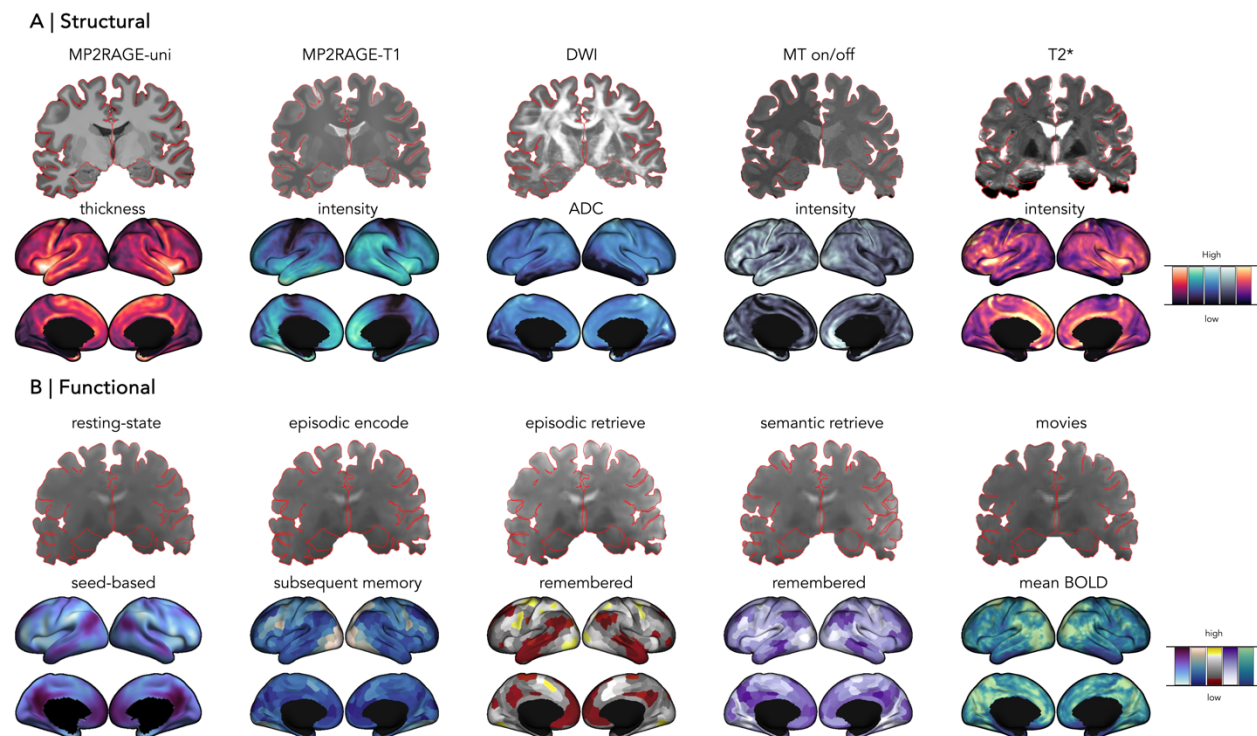 A | Structural
MP2RAGE-uni
MP2RAGE-T1
DWI
MT on/off
T2*
thickness
intensity
ADC
intensity
intensity
High
low
B | Functional
resting-state
episodic encode
episodic retrieve
semantic retrieve
movies
seed-based
subsequent memory
remembered
remembered
mean BOLD
high
low